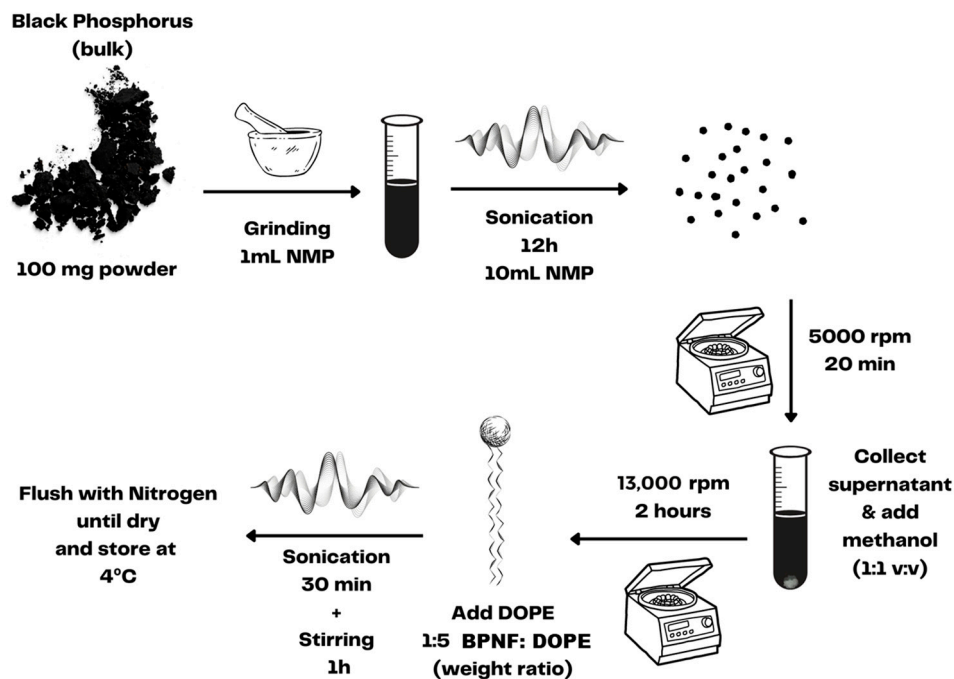 Black Phosphorus
(bulk)
100 mg powder
Grinding
1mL NMP
Sonication
12h
10mL NMP
5000 rpm
20 min
Collect
supernatant
& add
methanol
(1:1 v:v)
13,000 rpm
2 hours
Add DOPE
1:5 BPNF: DOPE
(weight ratio)
Sonication
30 min
+
Stirring
1h
Flush with Nitrogen
until dry
and store at
4°C